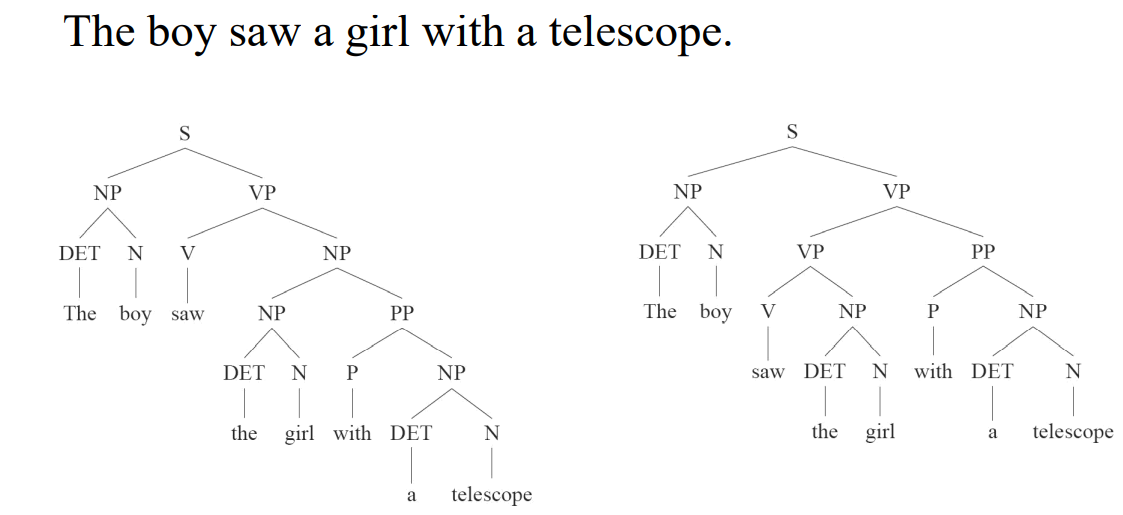 The boy saw a girl with a telescope.
S S
NP VP NP VP
DET N V NP DET N VP PP
The boy saw NP PP The boy V NP P NP
DET N P NP saw DET N with DET N
the girl with DET N the girl a telescope
a telescope